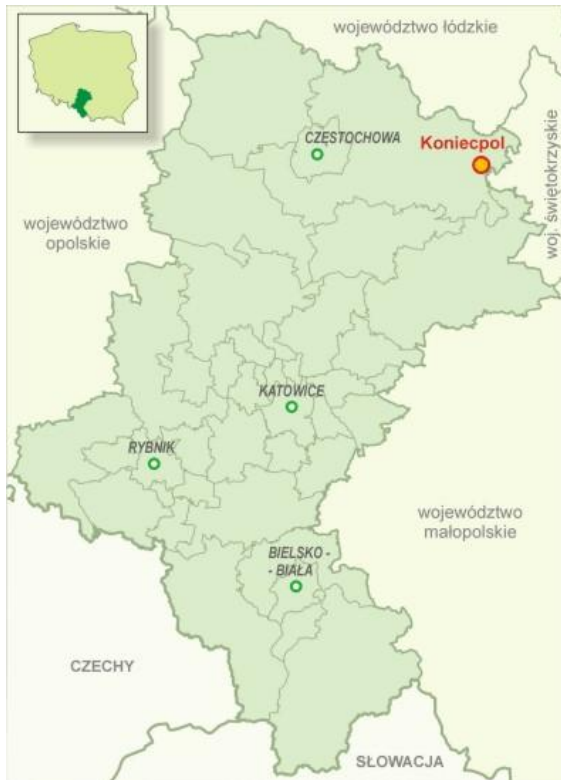 województwo łódzkie
CZĘSTOCHOWA
Koniecpol
woj. świętokrzyskie
województwo
opolskie
KATOWICE
RYBNIK
województwo
małopolskie
BIELSKO -
- BIAŁA
CZECHY
SŁOWACJA